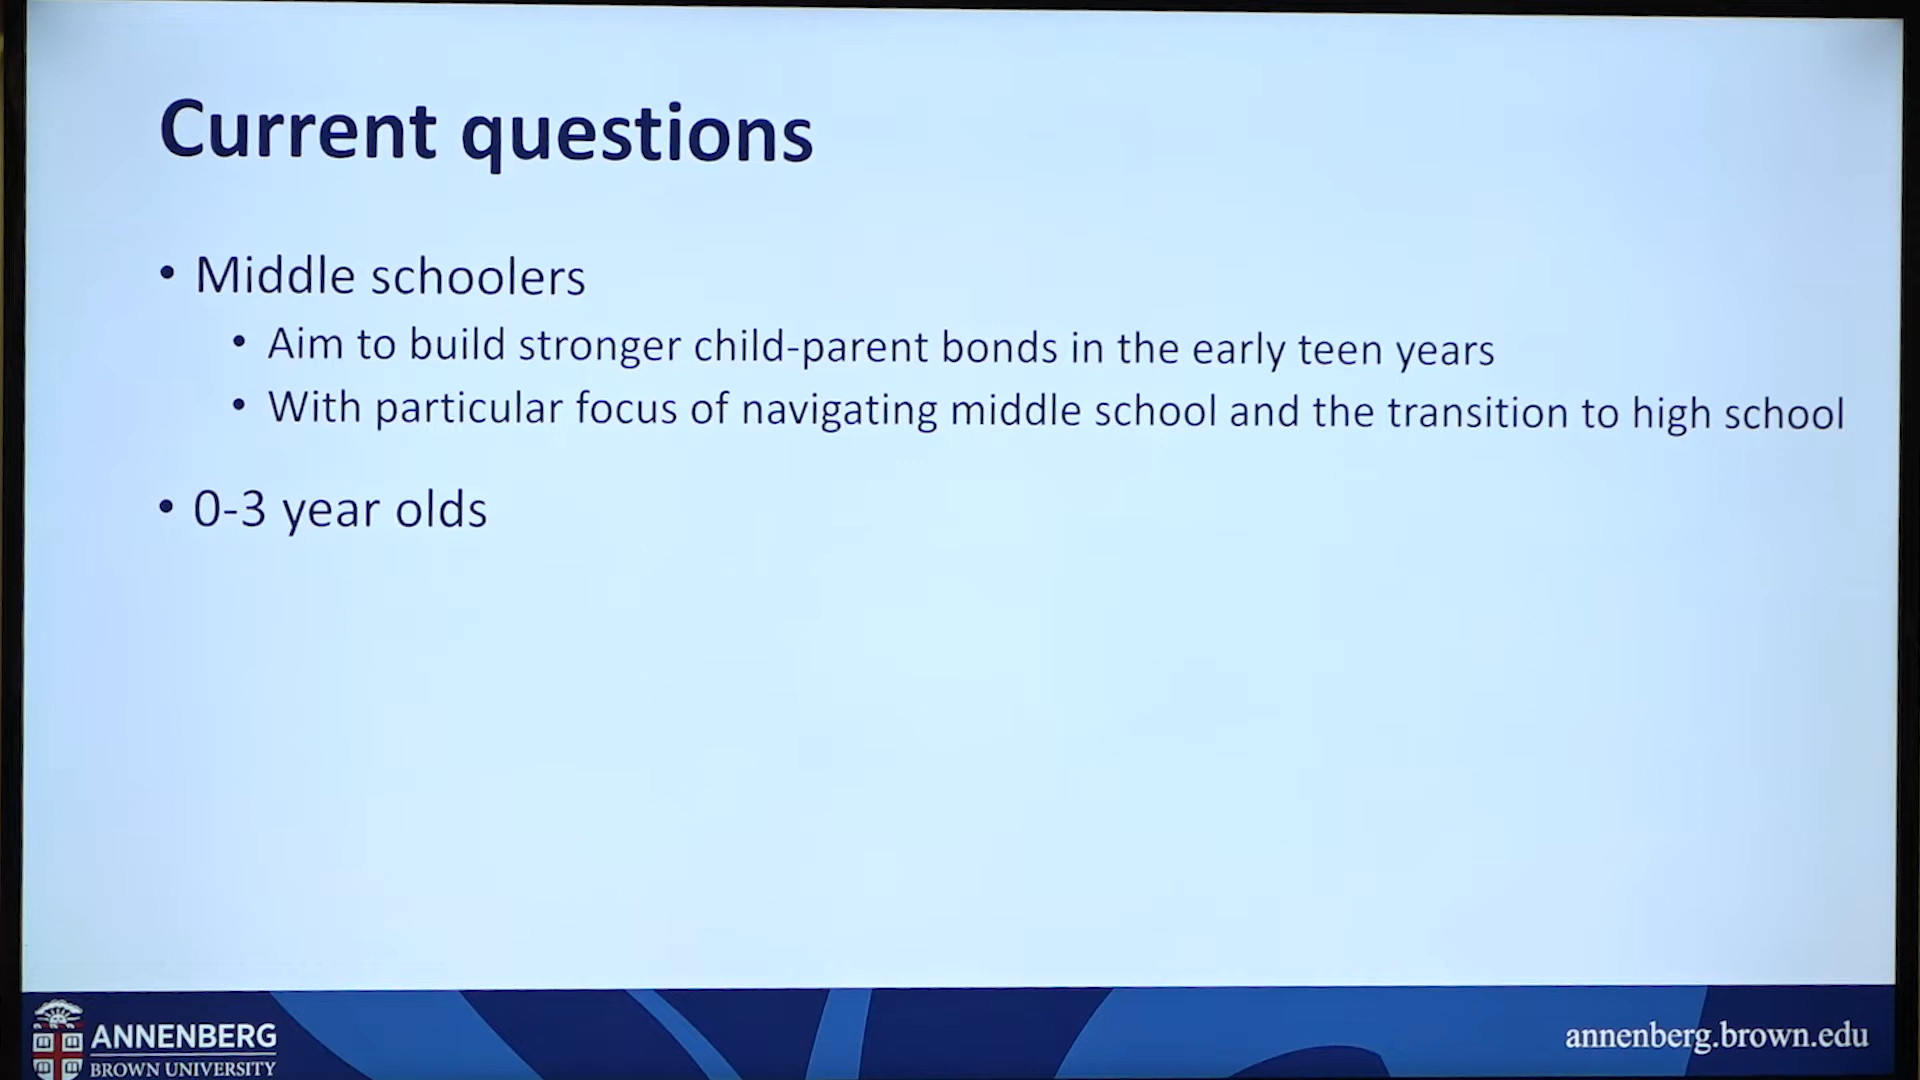 Current questions
• Middle schoolers
• Aim to build stronger child-parent bonds in the early teen years
• With particular focus of navigating middle school and the transition to high school
• 0-3 year olds
ANNENBERG
BROWN UNIVERSITY
annenberg.brown.edu